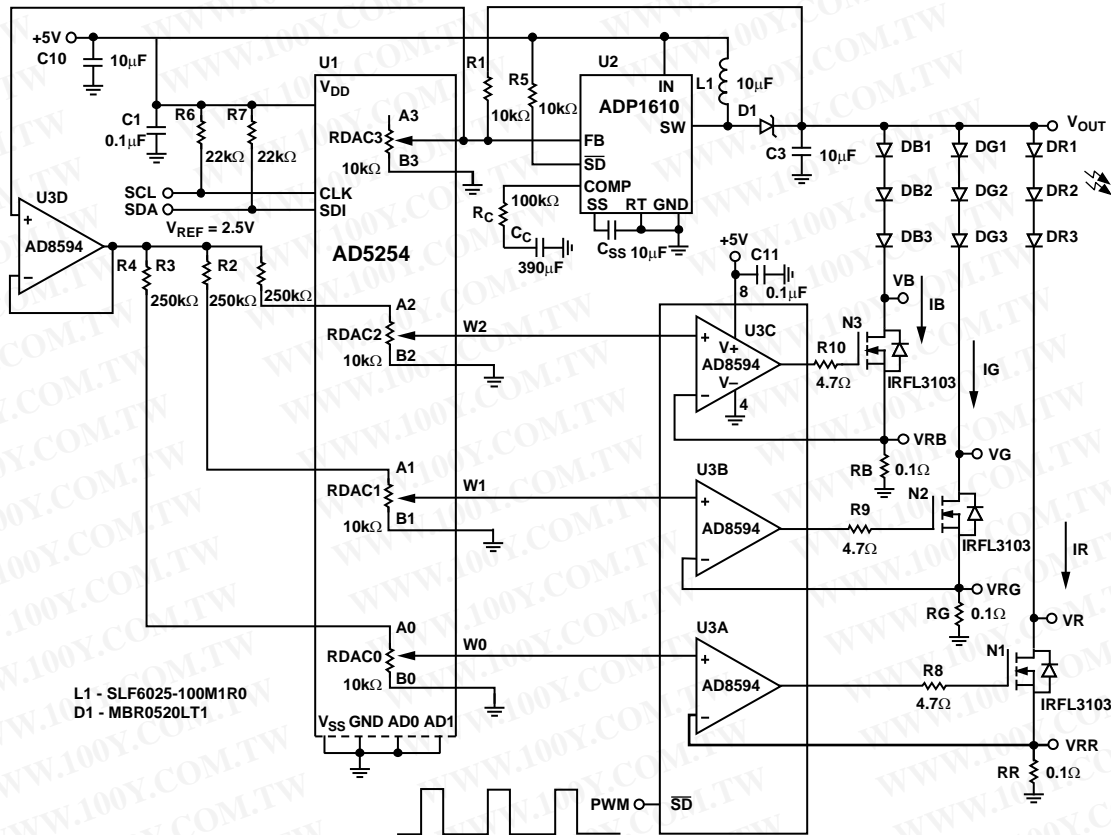 +5V
C10
10µF
C1
0.1µF
R6
22kΩ
R7
22kΩ
SCL
SDA
U3D
+
AD8594
−
VREF = 2.5V
R4
250kΩ
R3
250kΩ
R2
250kΩ
U1
VDD
CLK
SDI
AD5254
A3
RDAC3
10kΩ
B3
A2
RDAC2
10kΩ
B2
W2
A1
RDAC1
10kΩ
B1
W1
A0
RDAC0
10kΩ
B0
W0
VSS GND AD0 AD1
R1
10kΩ
R5
10kΩ
U2
IN
ADP1610
SW
FB
SD
COMP
SS RT GND
100kΩ
RC
CC
390µF
CSS 10µF
L1
10µF
D1
C3
10µF
VOUT
DB1
DG1
DR1
DB2
DG2
DR2
DB3
DG3
DR3
+5V
C11
0.1µF
8
U3C
+
V+
AD8594
V−
−
4
R10
4.7Ω
N3
IRFL3103
VB
IB
VRB
RB
0.1Ω
IG
VG
U3B
+
AD8594
−
R9
4.7Ω
N2
IRFL3103
VRG
RG
0.1Ω
IR
VR
U3A
+
AD8594
−
R8
4.7Ω
N1
IRFL3103
VRR
RR
0.1Ω
PWM
SD
L1 - SLF6025-100M1R0
D1 - MBR0520LT1
WWW.100Y.COM.TW